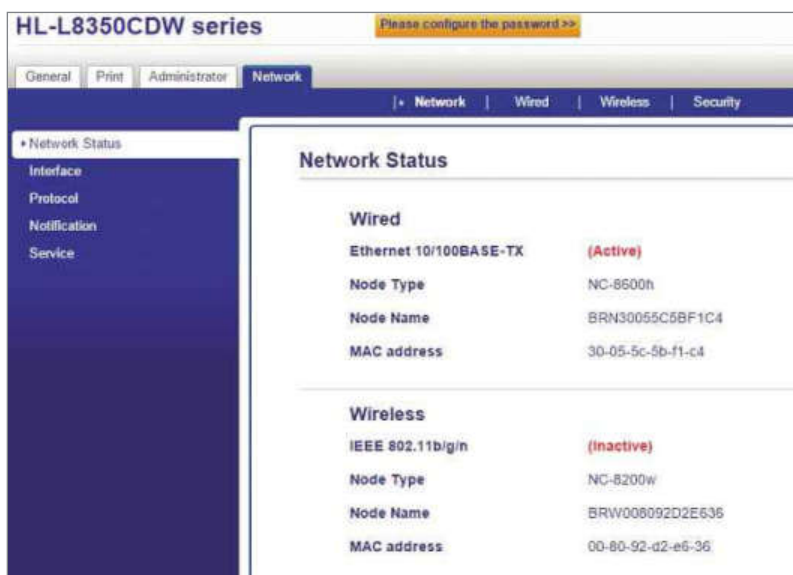 HL-L8350CDW series
Please configure the password >>
General Print Administrator Network
Network | Wired | Wireless | Security
Network Status
Interface
Protocol
Notification
Service
Network Status
Wired
Ethernet 10/100BASE-TX (Active)
Node Type NC-8600h
Node Name BRN30055C5BF1C4
MAC address 30-05-5c-5b-f1-c4
Wireless
IEEE 802.11b/g/n (Inactive)
Node Type NC-8200w
Node Name BRW008092D2E636
MAC address 00-80-92-d2-e6-36